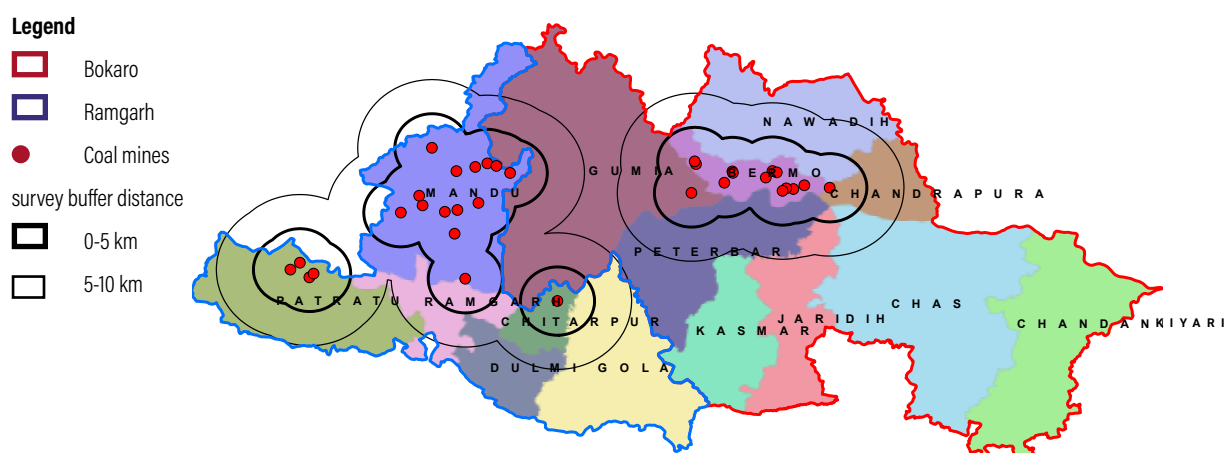 Legend
Bokaro
Ramgarh
Coal mines
survey buffer distance
0-5 km
5-10 km
NAWADIH
GUMIA
BERMO
MANDU
CHANDRAPURA
PETERBAR
PATRATU
RAMGARH
CHAS
CHITARPUR
JARIDIH
CHANDANKIYARI
KASMAR
DULMI
GOLA